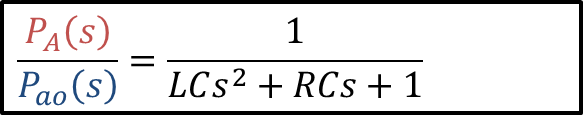 P_A(s)/P_ao(s) = 1/(LCs² + RCs + 1)